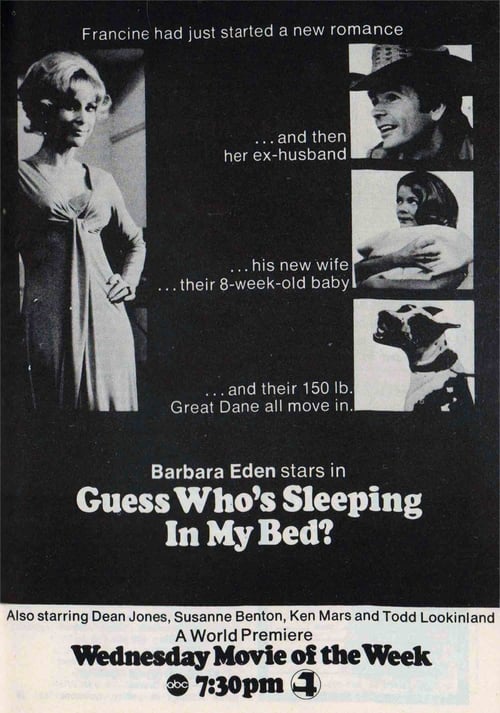 Francine had just started a new romance
...and then
her ex-husband
...his new wife
...their 8-week-old baby
...and their 150 lb.
Great Dane all move in.
Barbara Eden stars in
Guess Who's Sleeping
In My Bed?
Also starring Dean Jones, Susanne Benton, Ken Mars and Todd Lookinland
A World Premiere
Wednesday Movie of the Week
abc 7:30pm 4